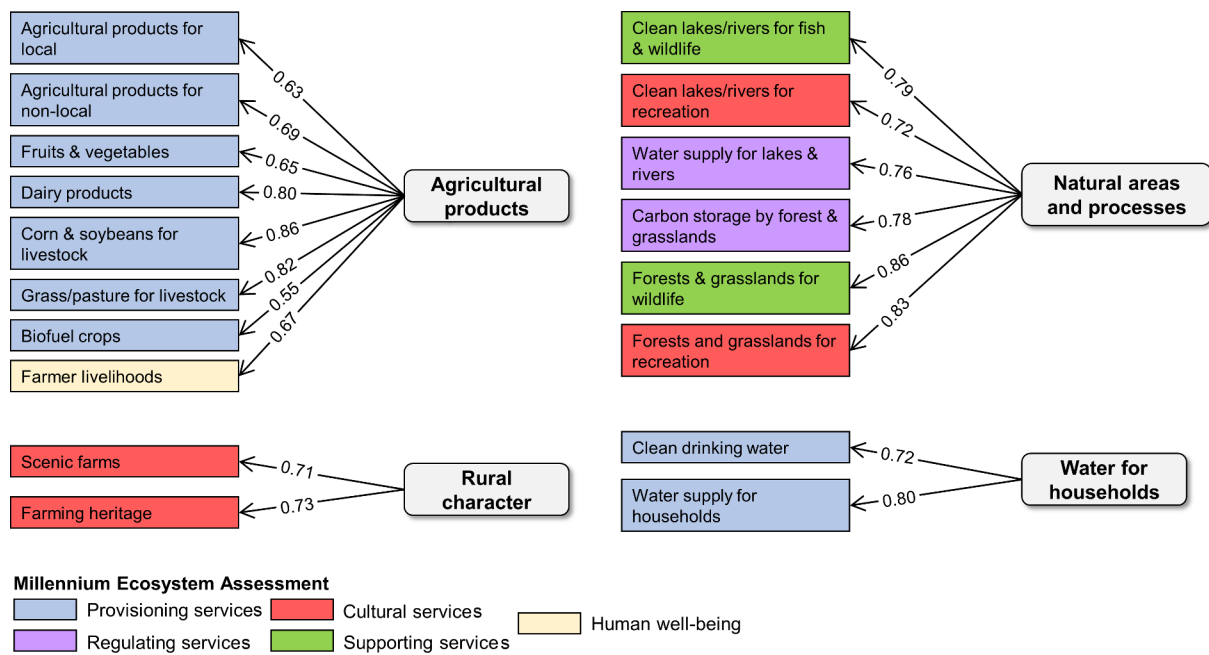 Agricultural products for
local
Agricultural products for
non-local
Fruits & vegetables
Dairy products
Corn & soybeans for
livestock
Grass/pasture for livestock
Biofuel crops
Farmer livelihoods
0.63
0.69
0.65
0.80
0.86
0.82
0.55
0.67
Agricultural
products
Clean lakes/rivers for fish
& wildlife
Clean lakes/rivers for
recreation
Water supply for lakes &
rivers
Carbon storage by forest &
grasslands
Forests & grasslands for
wildlife
Forests and grasslands for
recreation
0.79
0.72
0.76
0.78
0.86
0.83
Natural areas
and processes
Scenic farms
Farming heritage
0.71
0.73
Rural
character
Clean drinking water
Water supply for
households
0.72
0.80
Water for
households
Millennium Ecosystem Assessment
Provisioning services
Cultural services
Human well-being
Regulating services
Supporting services